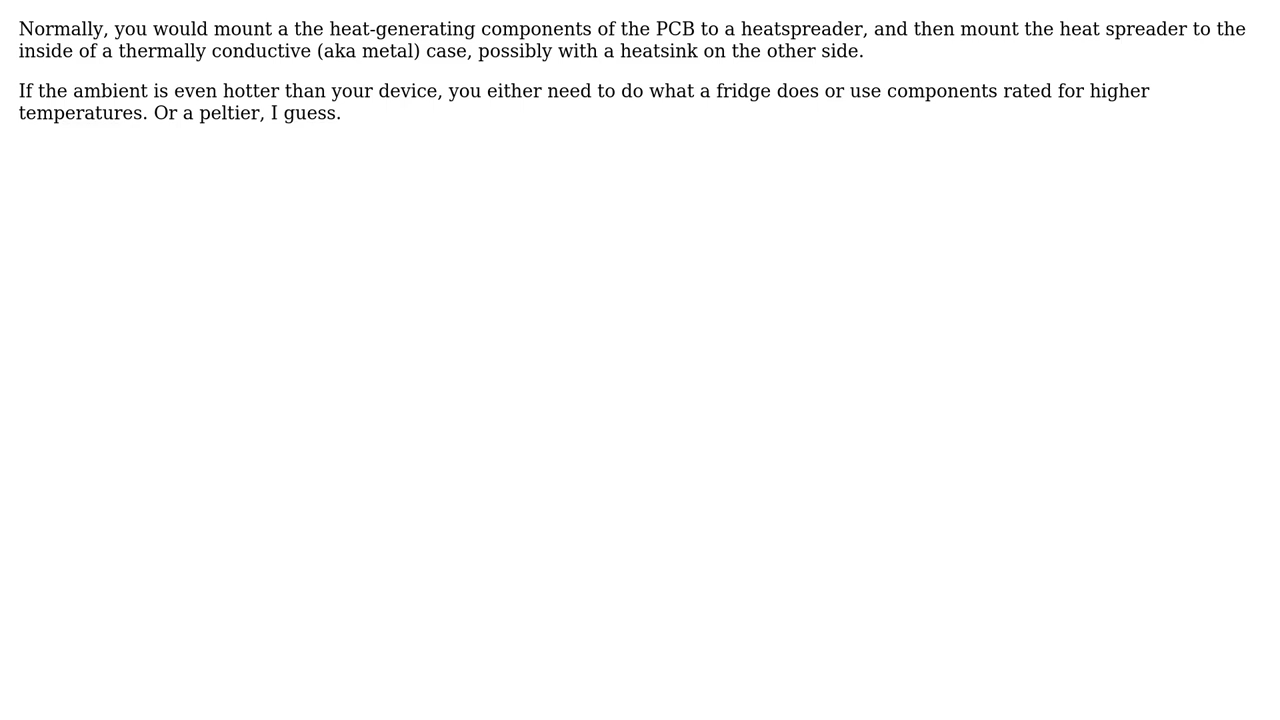 Normally, you would mount a the heat-generating components of the PCB to a heatspreader, and then mount the heat spreader to the
inside of a thermally conductive (aka metal) case, possibly with a heatsink on the other side.
If the ambient is even hotter than your device, you either need to do what a fridge does or use components rated for higher
temperatures. Or a peltier, I guess.